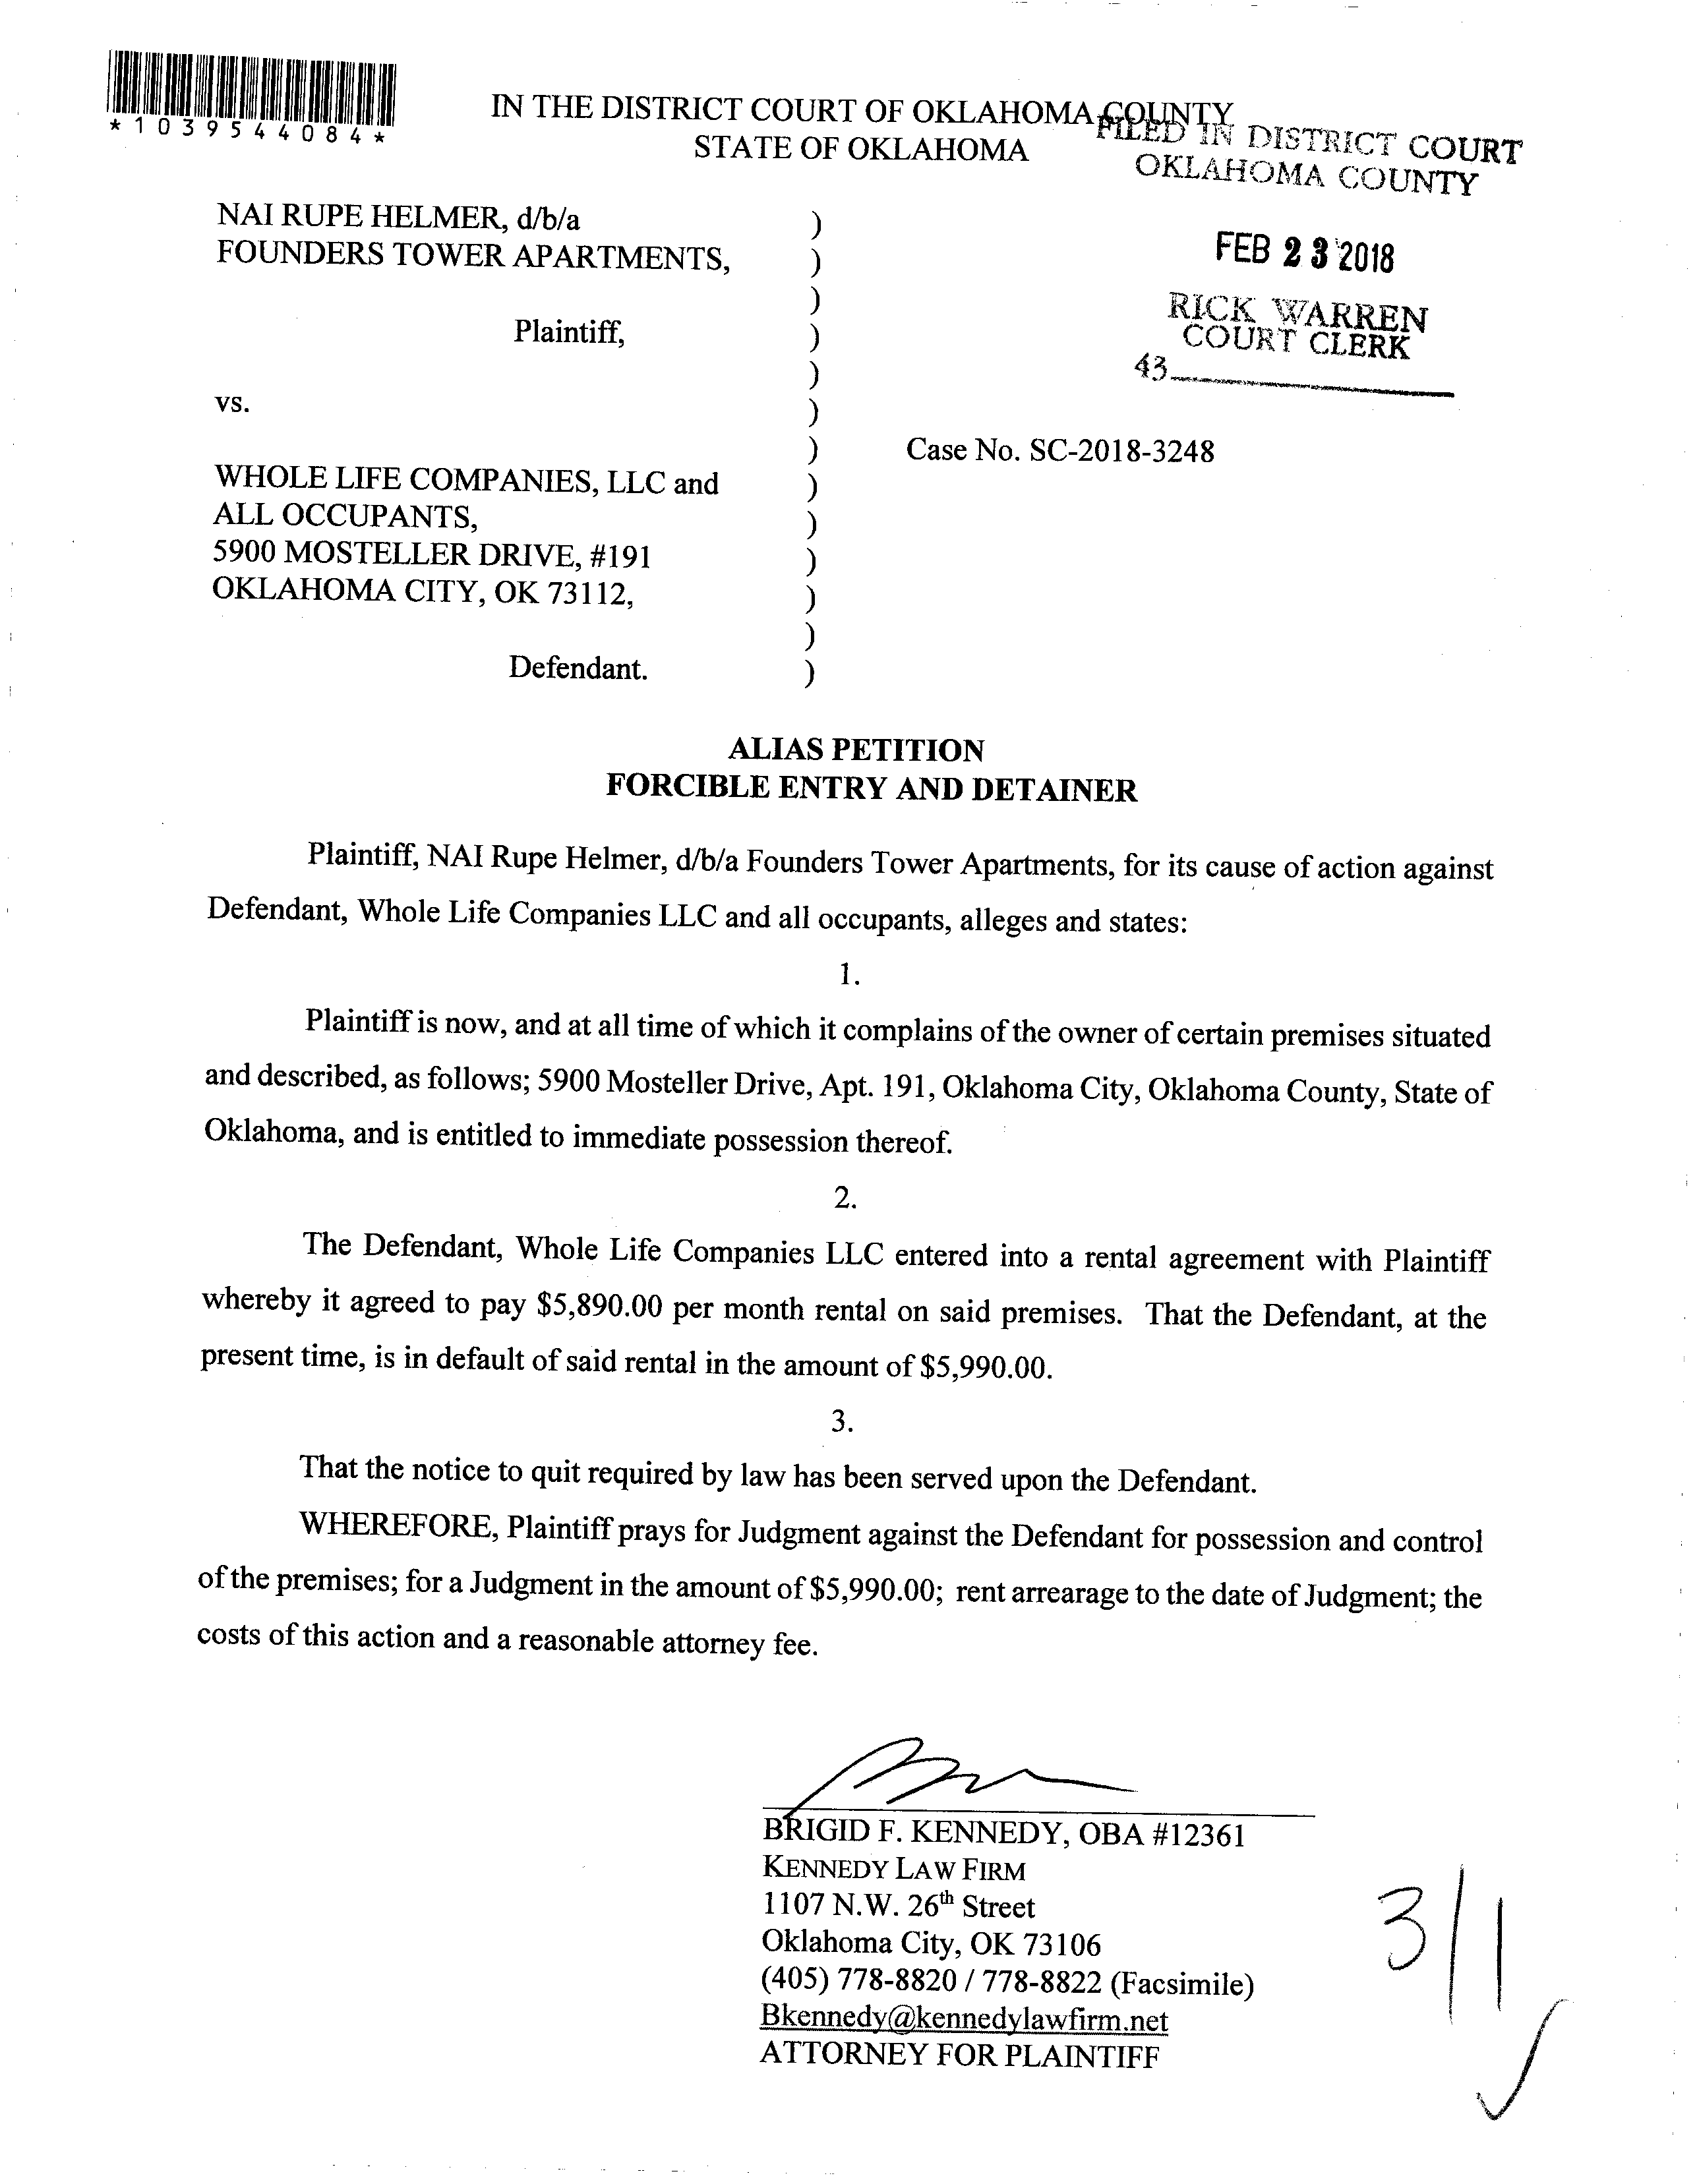 *1039544084*
IN THE DISTRICT COURT OF OKLAHOMA COUNTY
STATE OF OKLAHOMA
FILED IN DISTRICT COURT
OKLAHOMA COUNTY
FEB 23 2018
RICK WARREN
COURT CLERK
43
NAI RUPE HELMER, d/b/a )
FOUNDERS TOWER APARTMENTS, )
)
Plaintiff, )
)
vs. )
) Case No. SC-2018-3248
WHOLE LIFE COMPANIES, LLC and )
ALL OCCUPANTS, )
5900 MOSTELLER DRIVE, #191 )
OKLAHOMA CITY, OK 73112, )
)
Defendant. )
ALIAS PETITION
FORCIBLE ENTRY AND DETAINER
Plaintiff, NAI Rupe Helmer, d/b/a Founders Tower Apartments, for its cause of action against
Defendant, Whole Life Companies LLC and all occupants, alleges and states:
1.
Plaintiff is now, and at all time of which it complains of the owner of certain premises situated
and described, as follows; 5900 Mosteller Drive, Apt. 191, Oklahoma City, Oklahoma County, State of
Oklahoma, and is entitled to immediate possession thereof.
2.
The Defendant, Whole Life Companies LLC entered into a rental agreement with Plaintiff
whereby it agreed to pay $5,890.00 per month rental on said premises. That the Defendant, at the
present time, is in default of said rental in the amount of $5,990.00.
3.
That the notice to quit required by law has been served upon the Defendant.
WHEREFORE, Plaintiff prays for Judgment against the Defendant for possession and control
of the premises; for a Judgment in the amount of $5,990.00; rent arrearage to the date of Judgment; the
costs of this action and a reasonable attorney fee.
BRIGID F. KENNEDY, OBA #12361
KENNEDY LAW FIRM
1107 N.W. 26th Street
Oklahoma City, OK 73106
(405) 778-8820 / 778-8822 (Facsimile)
Bkennedy@kennedylawfirm.net
ATTORNEY FOR PLAINTIFF
3/1